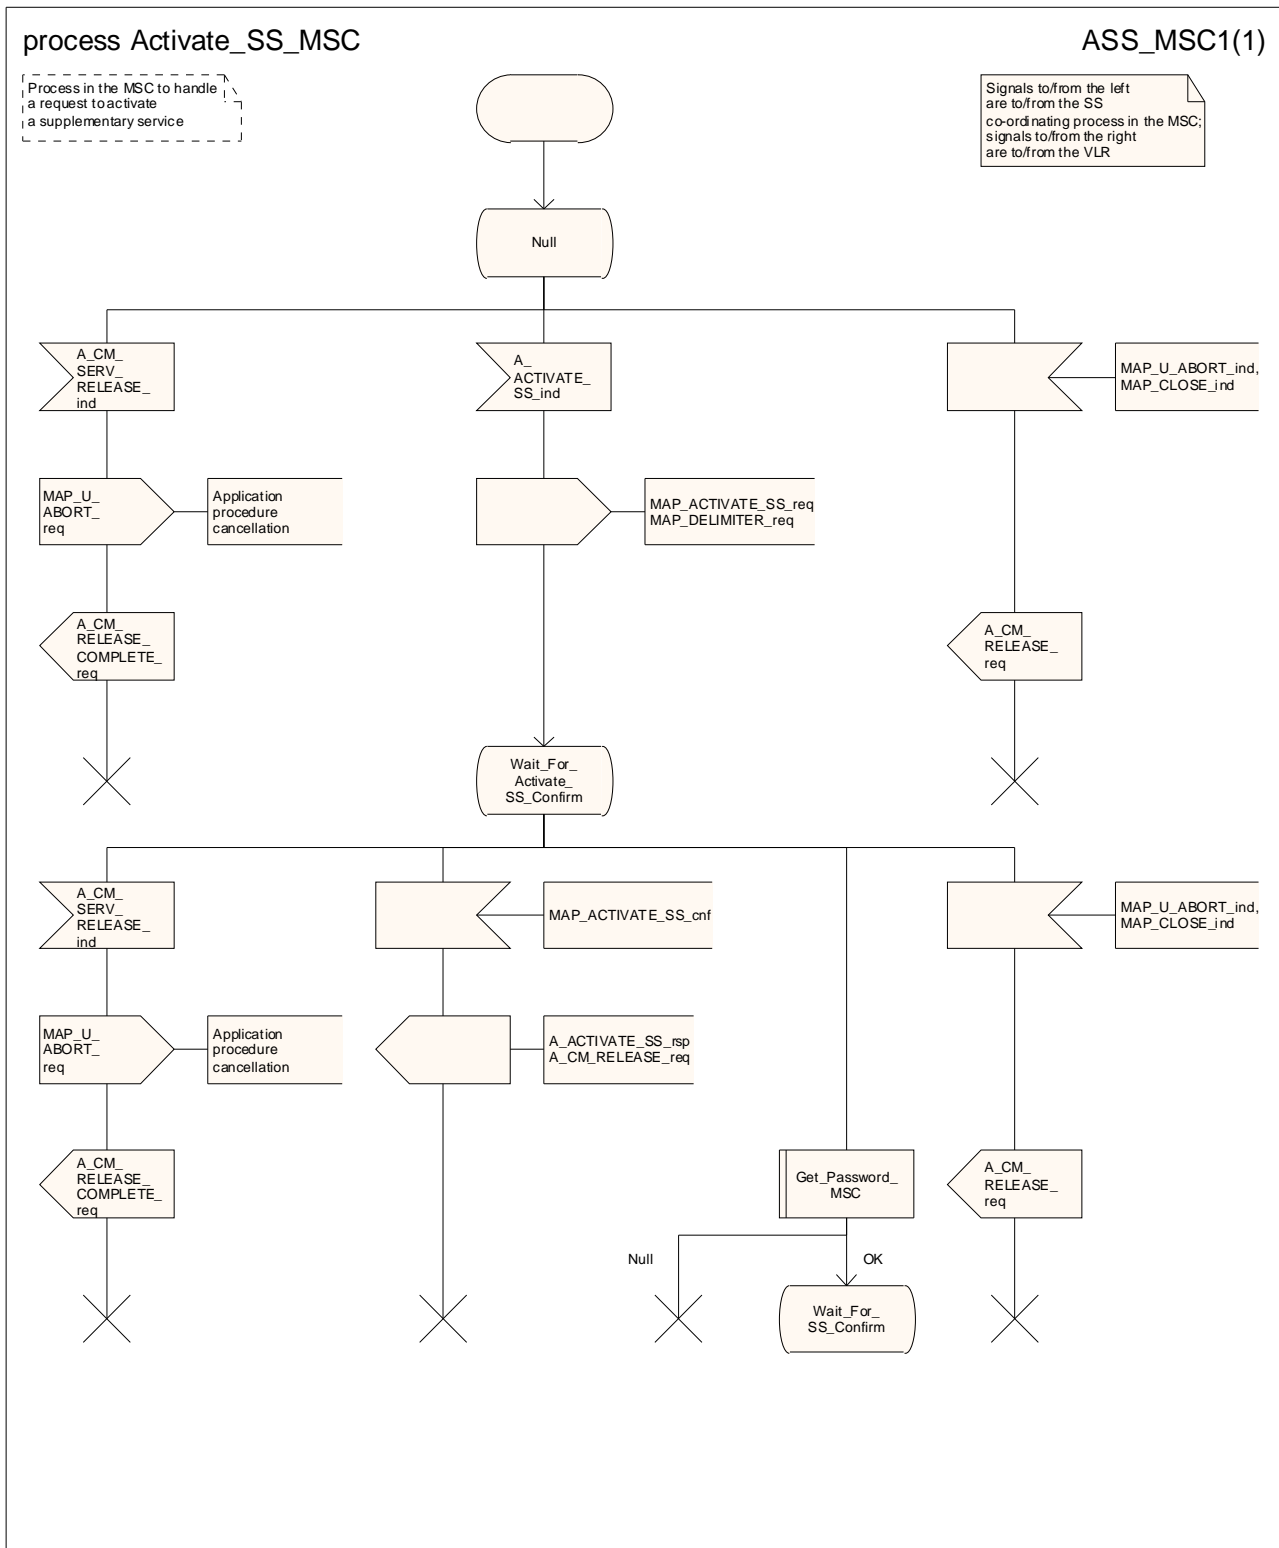 process Activate_SS_MSC
ASS_MSC1(1)
Process in the MSC to handle
a request to activate
a supplementary service
Signals to/from the left
are to/from the SS
co-ordinating process in the MSC;
signals to/from the right
are to/from the VLR
Null
A_CM_
SERV_
RELEASE_
ind
A_
ACTIVATE_
SS_ind
MAP_U_ABORT_ind,
MAP_CLOSE_ind
MAP_U_
ABORT_
req
Application
procedure
cancellation
MAP_ACTIVATE_SS_req
MAP_DELIMITER_req
A_CM_
RELEASE_
COMPLETE_
req
A_CM_
RELEASE_
req
Wait_For_
Activate_
SS_Confirm
A_CM_
SERV_
RELEASE_
ind
MAP_ACTIVATE_SS_cnf
MAP_U_ABORT_ind,
MAP_CLOSE_ind
MAP_U_
ABORT_
req
Application
procedure
cancellation
A_ACTIVATE_SS_rsp
A_CM_RELEASE_req
A_CM_
RELEASE_
COMPLETE_
req
Get_Password_
MSC
A_CM_
RELEASE_
req
Null
OK
Wait_For_
SS_Confirm